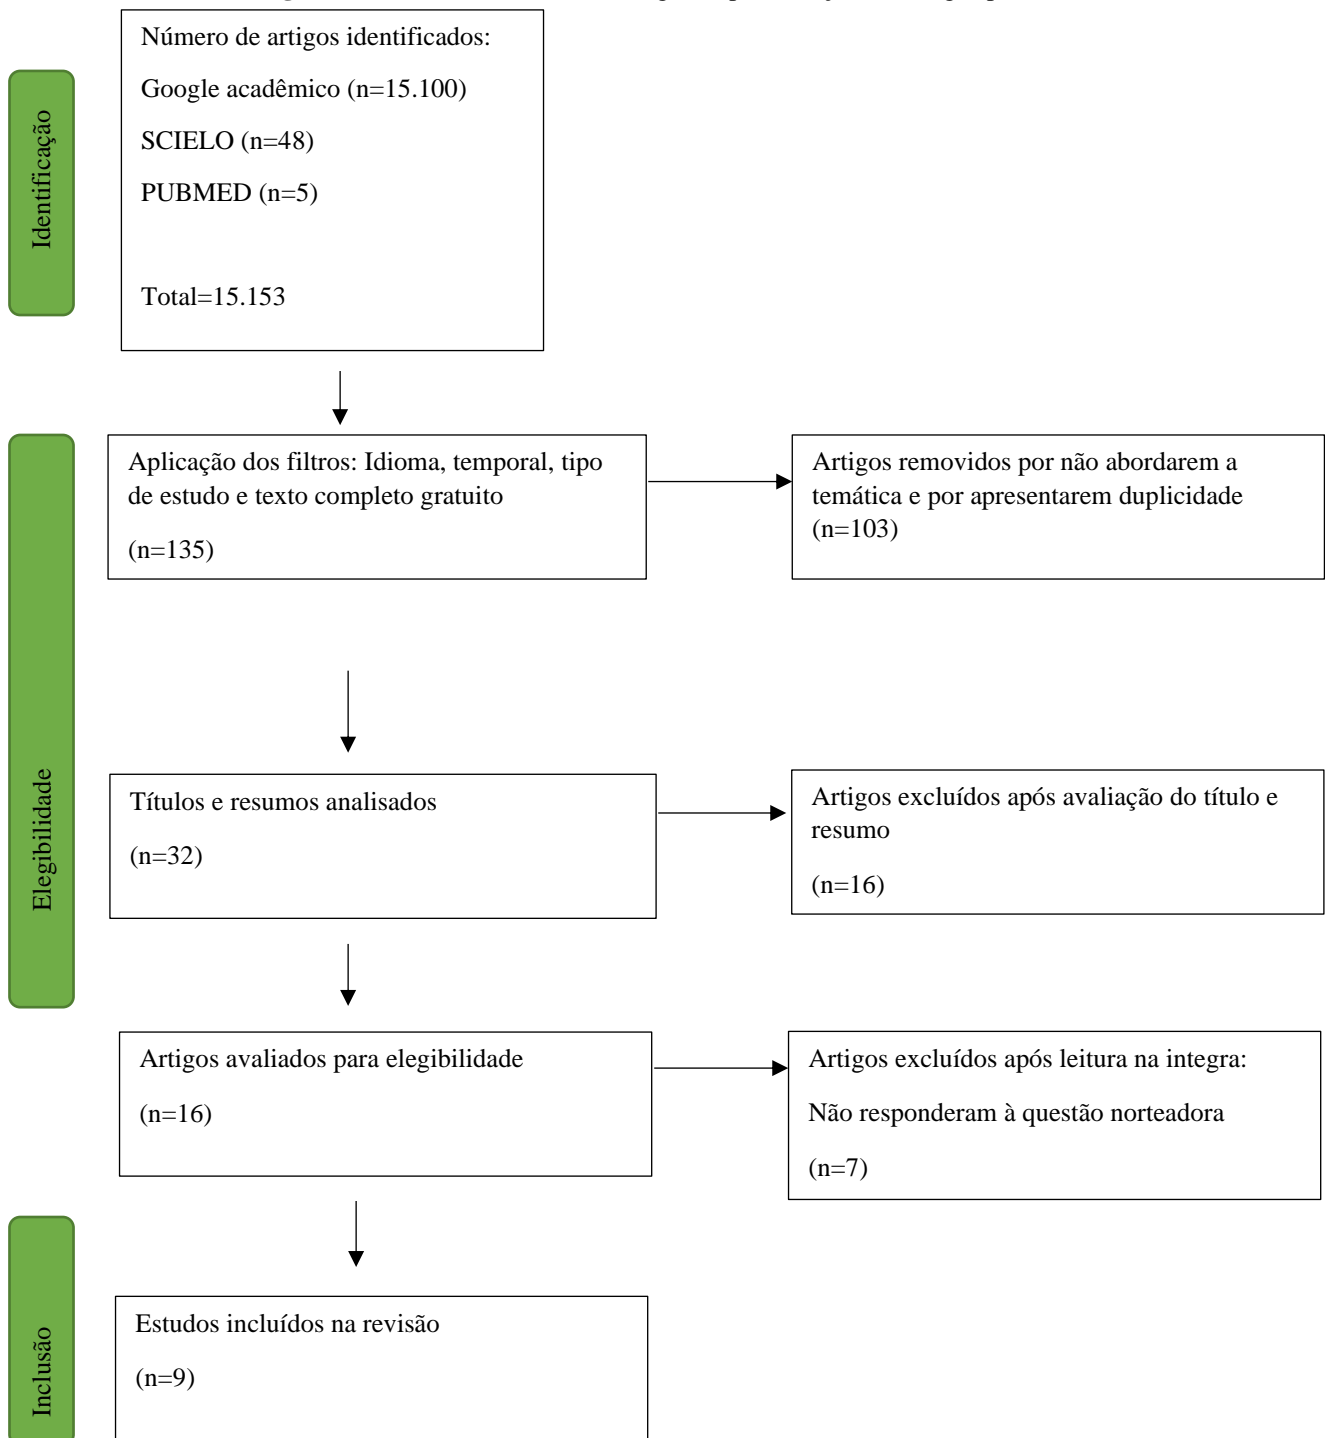 Número de artigos identificados:
Google acadêmico (n=15.100)
SCIELO (n=48)
PUBMED (n=5)
Total=15.153
Identificação
Aplicação dos filtros: Idioma, temporal, tipo
de estudo e texto completo gratuito
(n=135)
Artigos removidos por não abordarem a
temática e por apresentarem duplicidade
(n=103)
Elegibilidade
Títulos e resumos analisados
(n=32)
Artigos excluídos após avaliação do título e
resumo
(n=16)
Artigos avaliados para elegibilidade
(n=16)
Artigos excluídos após leitura na integra:
Não responderam à questão norteadora
(n=7)
Inclusão
Estudos incluídos na revisão
(n=9)